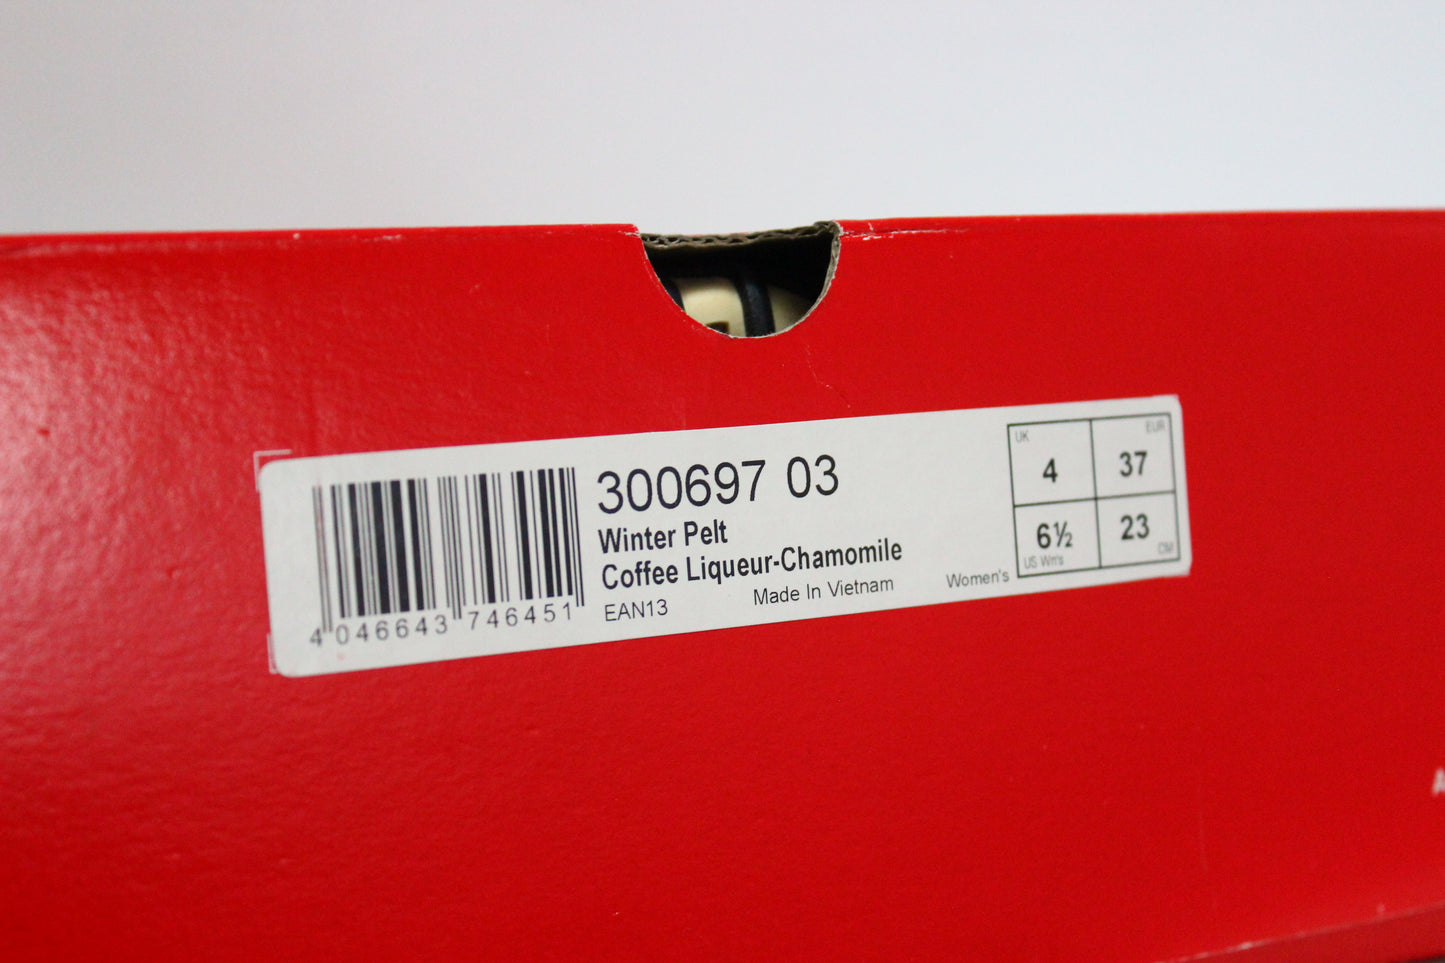 300697 03
Winter Pelt
Coffee Liqueur-Chamomile
EAN13 Made In Vietnam Women's
4 046643 746451
UK 4
EUR 37
6½ US Wm's
23 CM